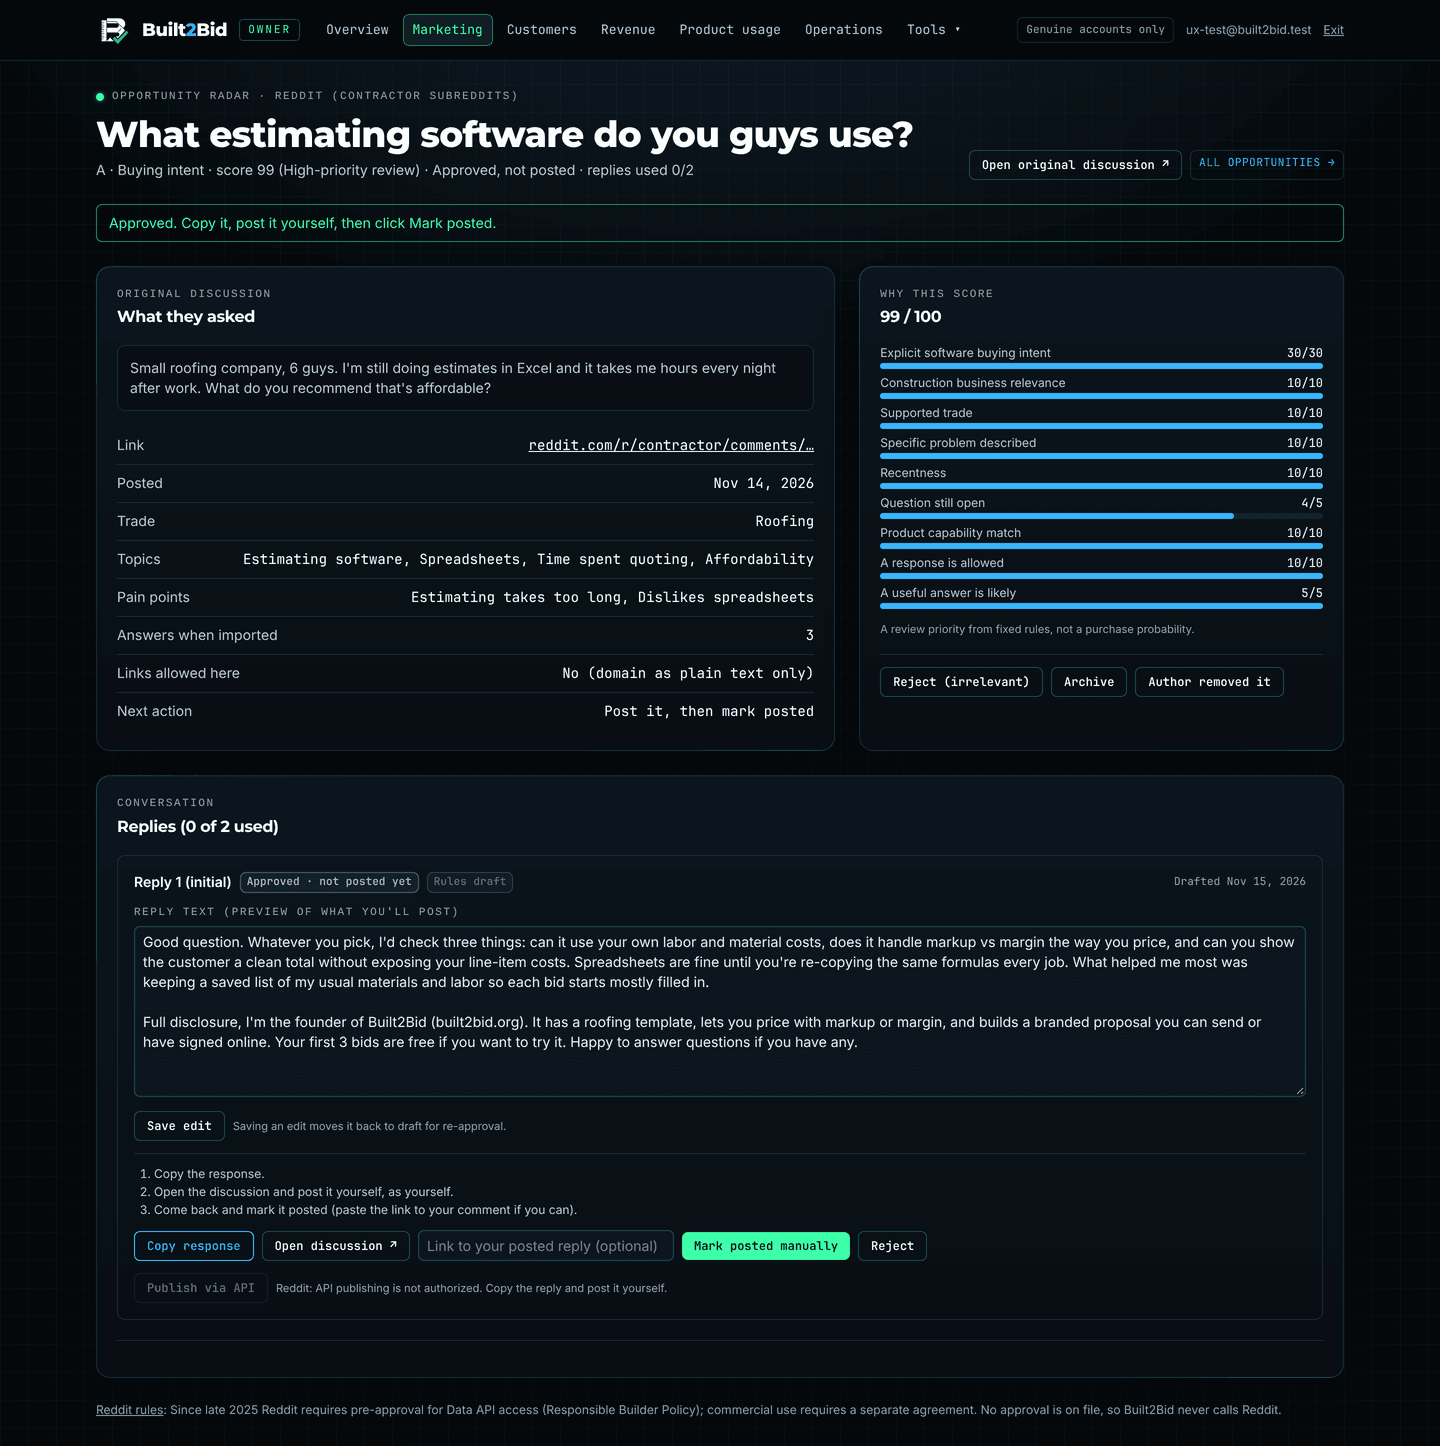 Built2Bid OWNER Overview Marketing Customers Revenue Product usage Operations Tools ▾ Genuine accounts only ux-test@built2bid.test Exit
OPPORTUNITY RADAR · REDDIT (CONTRACTOR SUBREDDITS)
What estimating software do you guys use?
A · Buying intent · score 99 (High-priority review) · Approved, not posted · replies used 0/2
Open original discussion ↗ ALL OPPORTUNITIES →
Approved. Copy it, post it yourself, then click Mark posted.
ORIGINAL DISCUSSION
What they asked
Small roofing company, 6 guys. I'm still doing estimates in Excel and it takes me hours every night
after work. What do you recommend that's affordable?
Link reddit.com/r/contractor/comments/…
Posted Nov 14, 2026
Trade Roofing
Topics Estimating software, Spreadsheets, Time spent quoting, Affordability
Pain points Estimating takes too long, Dislikes spreadsheets
Answers when imported 3
Links allowed here No (domain as plain text only)
Next action Post it, then mark posted
WHY THIS SCORE
99 / 100
Explicit software buying intent 30/30
Construction business relevance 10/10
Supported trade 10/10
Specific problem described 10/10
Recentness 10/10
Question still open 4/5
Product capability match 10/10
A response is allowed 10/10
A useful answer is likely 5/5
A review priority from fixed rules, not a purchase probability.
Reject (irrelevant) Archive Author removed it
CONVERSATION
Replies (0 of 2 used)
Reply 1 (initial) Approved · not posted yet Rules draft Drafted Nov 15, 2026
REPLY TEXT (PREVIEW OF WHAT YOU'LL POST)
Good question. Whatever you pick, I'd check three things: can it use your own labor and material costs, does it handle markup vs margin the way you price, and can you show
the customer a clean total without exposing your line-item costs. Spreadsheets are fine until you're re-copying the same formulas every job. What helped me most was
keeping a saved list of my usual materials and labor so each bid starts mostly filled in.
Full disclosure, I'm the founder of Built2Bid (built2bid.org). It has a roofing template, lets you price with markup or margin, and builds a branded proposal you can send or
have signed online. Your first 3 bids are free if you want to try it. Happy to answer questions if you have any.
Save edit Saving an edit moves it back to draft for re-approval.
1. Copy the response.
2. Open the discussion and post it yourself, as yourself.
3. Come back and mark it posted (paste the link to your comment if you can).
Copy response Open discussion ↗ Link to your posted reply (optional) Mark posted manually Reject
Publish via API Reddit: API publishing is not authorized. Copy the reply and post it yourself.
Reddit rules: Since late 2025 Reddit requires pre-approval for Data API access (Responsible Builder Policy); commercial use requires a separate agreement. No approval is on file, so Built2Bid never calls Reddit.